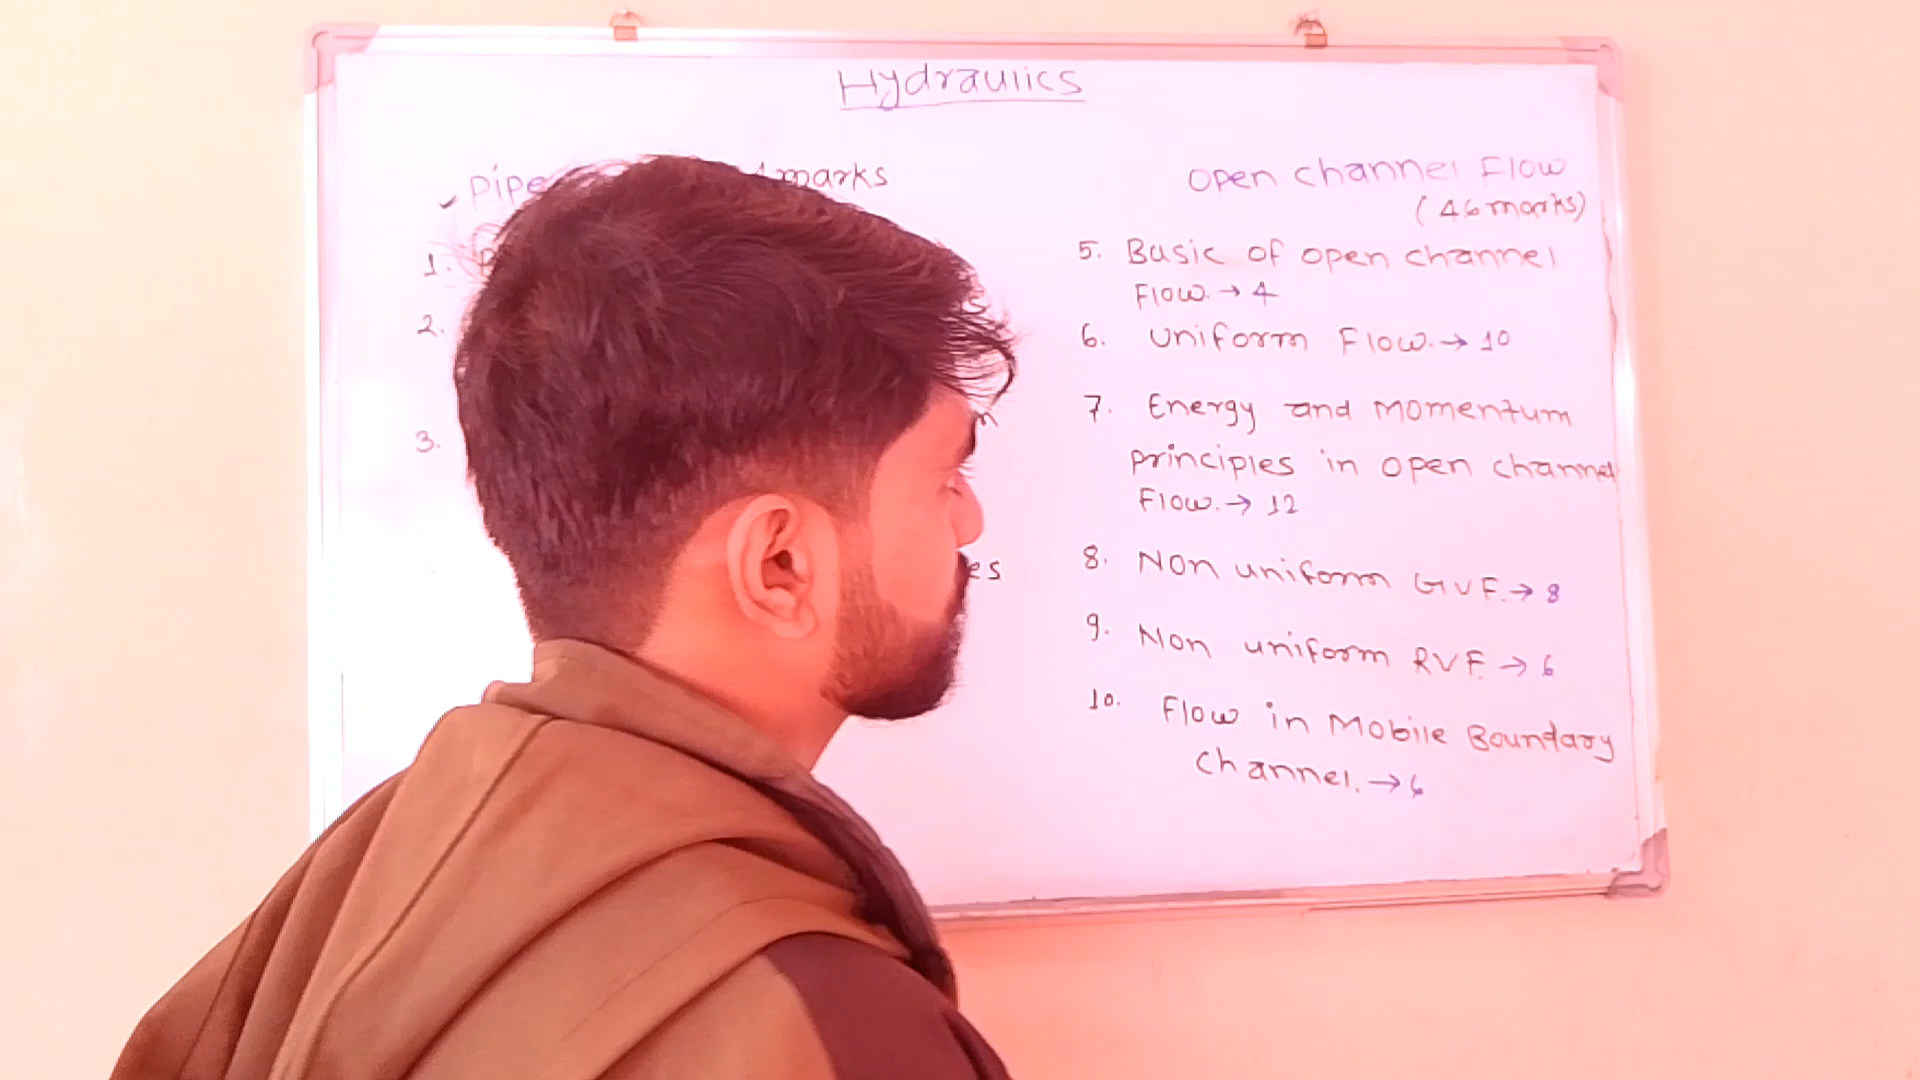 Hydraulics
Pipe marks
1.
2.
3.
es
Open channel Flow
(46 marks)
5. Basic of open channel
Flow. → 4
6. uniform Flow. → 10
7. Energy and Momentum
principles in open channel
Flow. → 12
8. Non uniform GVF. → 8
9. Non uniform RVF. → 6
10. Flow in Mobile Boundary
channel. → 6